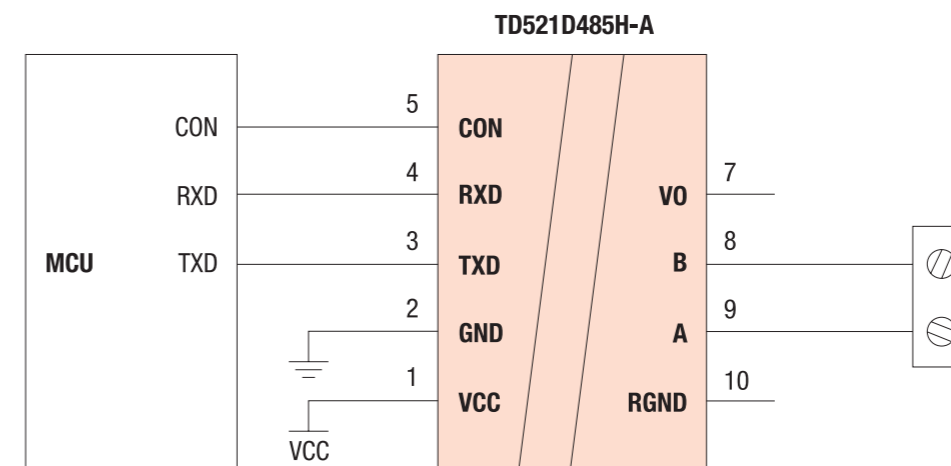 TD521D485H-A
5
CON CON
4 7
RXD RXD VO
3 8
MCU TXD TXD B
2 9
GND A
1 10
VCC RGND
VCC